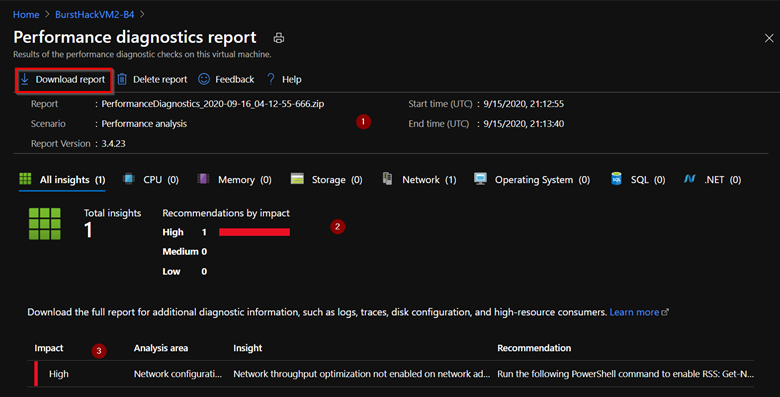 Home > BurstHackVM2-B4 >
Performance diagnostics report
Results of the performance diagnostic checks on this virtual machine.
Download report Delete report Feedback ? Help
Report : PerformanceDiagnostics_2020-09-16_04-12-55-666.zip Start time (UTC) : 9/15/2020, 21:12:55
Scenario : Performance analysis 1 End time (UTC) : 9/15/2020, 21:13:40
Report Version : 3.4.23
All insights (1) CPU (0) Memory (0) Storage (0) Network (1) Operating System (0) SQL SQL (0) .NET (0)
Total insights Recommendations by impact
1 High 1 2
Medium 0
Low 0
Download the full report for additional diagnostic information, such as logs, traces, disk configuration, and high-resource consumers. Learn more
Impact 3 Analysis area Insight Recommendation
High Network configurati... Network throughput optimization not enabled on network ad... Run the following PowerShell command to enable RSS: Get-N...